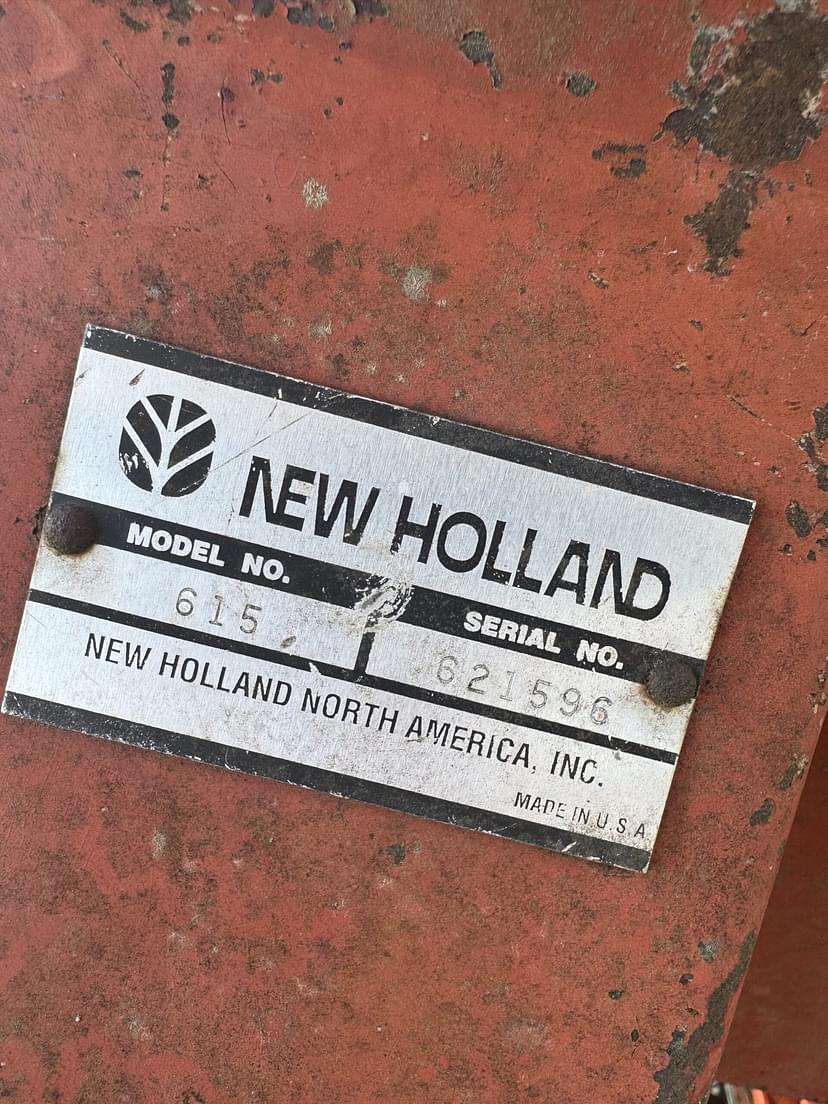 NEW HOLLAND
MODEL NO. SERIAL NO.
615 621596
NEW HOLLAND NORTH AMERICA, INC.
MADE IN U.S.A